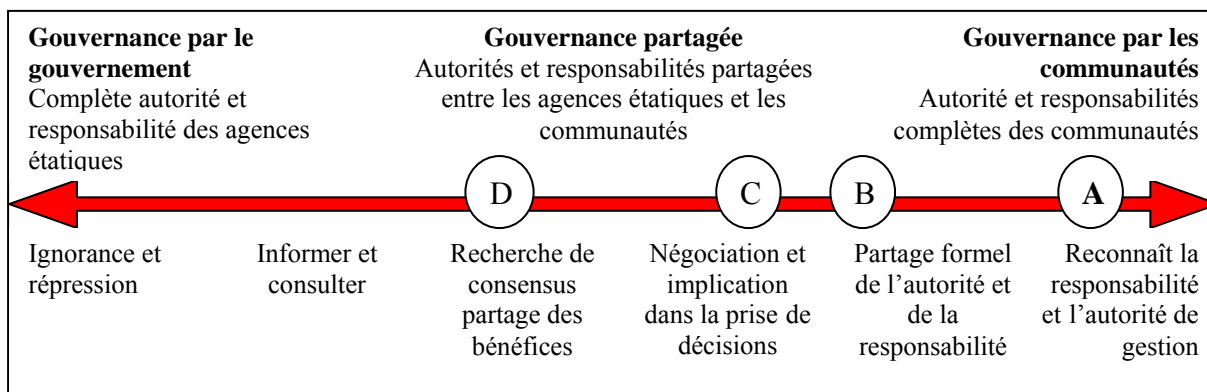 Gouvernance par le
gouvernement
Complète autorité et
responsabilité des agences
étatiques
Gouvernance partagée
Autorités et responsabilités partagées
entre les agences étatiques et les
communautés
Gouvernance par les
communautés
Autorité et responsabilités
complètes des communautés
D
C
B
A
Ignorance et
répression
Informer et
consulter
Recherche de
consensus
partage des
bénéfices
Négociation et
implication
dans la prise de
décisions
Partage formel
de l’autorité et
de la
responsabilité
Reconnaît la
responsabilité
et l’autorité de
gestion